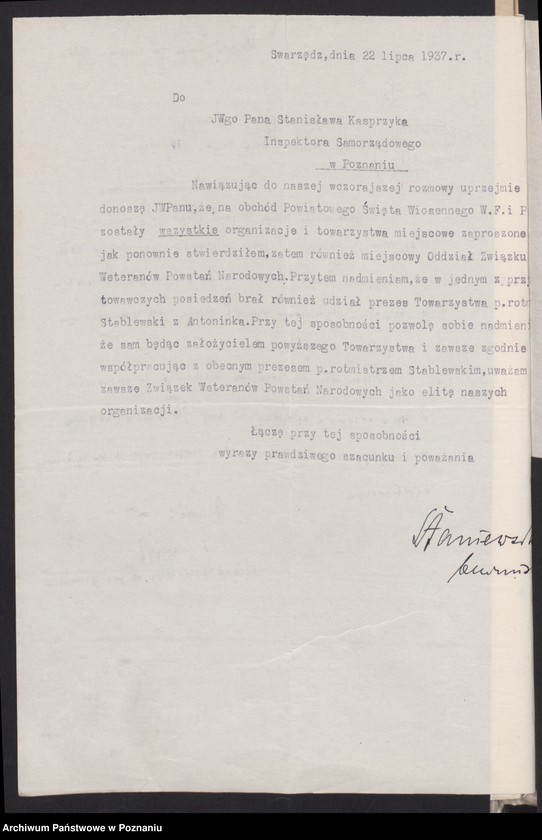 Swarzędz,dnia 22 lipca 1937.r.
Do
JWgo Pana Stanisława Kasprzyka
Inspektora Samorządowego
w Poznaniu
Nawiązując do naszej wczorajszej rozmowy uprzejmie
donoszę JWPanu,że na obchód Powiatowego Święta Wiosennego W.F.i P
zostały wszystkie organizacje i towarzystwa miejscowe zaproszone
jak ponownie stwierdziłem,zatem również miejscowy Oddział Związku
Weteranów Powstań Narodowych.Przytem nadmieniam,że w jednym z przy
towawczych posiedzeń brał również udział prezes Towarzystwa p.rotm
Stablewski z Antoninka.Przy tej sposobności pozwolę sobie nadmieni
że sam będąc założycielem powyższego Towarzystwa i zawsze zgodnie
współpracując z obecnym prezesem p.rotmistrzem Stablewskim,uważam
zawsze Związek Weteranów Powstań Narodowych jako elitę naszych
organizacji.
Łączę przy tej sposobności
wyrazy prawdziwego szacunku i poważania
Staniewsk
Archiwum Państwowe w Poznaniu